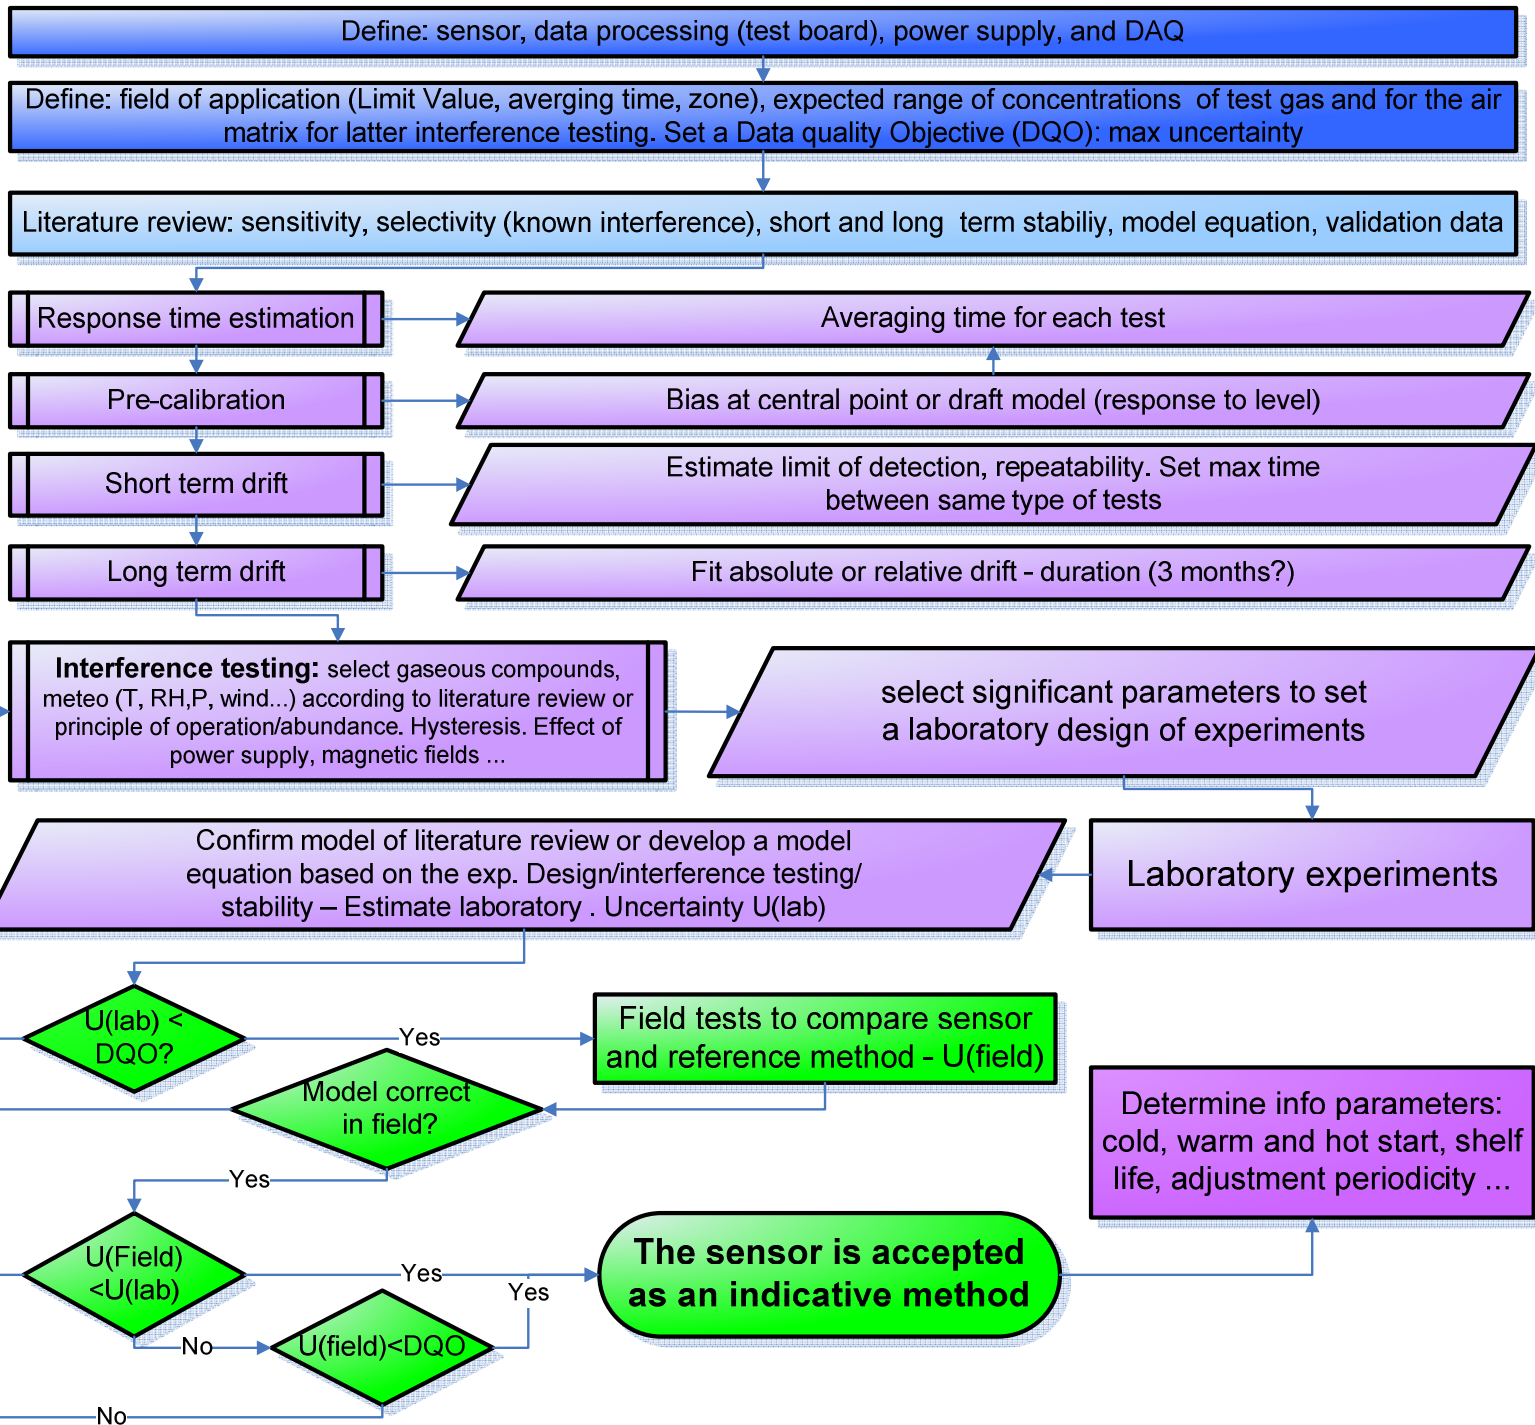 Define: sensor, data processing (test board), power supply, and DAQ
Define: field of application (Limit Value, averging time, zone), expected range of concentrations of test gas and for the air
matrix for latter interference testing. Set a Data quality Objective (DQO): max uncertainty
Literature review: sensitivity, selectivity (known interference), short and long term stabiliy, model equation, validation data
Response time estimation
Averaging time for each test
Pre-calibration
Bias at central point or draft model (response to level)
Short term drift
Estimate limit of detection, repeatability. Set max time
between same type of tests
Long term drift
Fit absolute or relative drift - duration (3 months?)
Interference testing: select gaseous compounds,
meteo (T, RH,P, wind...) according to literature review or
principle of operation/abundance. Hysteresis. Effect of
power supply, magnetic fields ...
select significant parameters to set
a laboratory design of experiments
Confirm model of literature review or develop a model
equation based on the exp. Design/interference testing/
stability – Estimate laboratory . Uncertainty U(lab)
Laboratory experiments
U(lab) <
DQO?
Yes
Field tests to compare sensor
and reference method - U(field)
Model correct
in field?
Yes
Determine info parameters:
cold, warm and hot start, shelf
life, adjustment periodicity ...
U(Field)
<U(lab)
Yes
Yes
The sensor is accepted
as an indicative method
No
U(field)<DQO
No